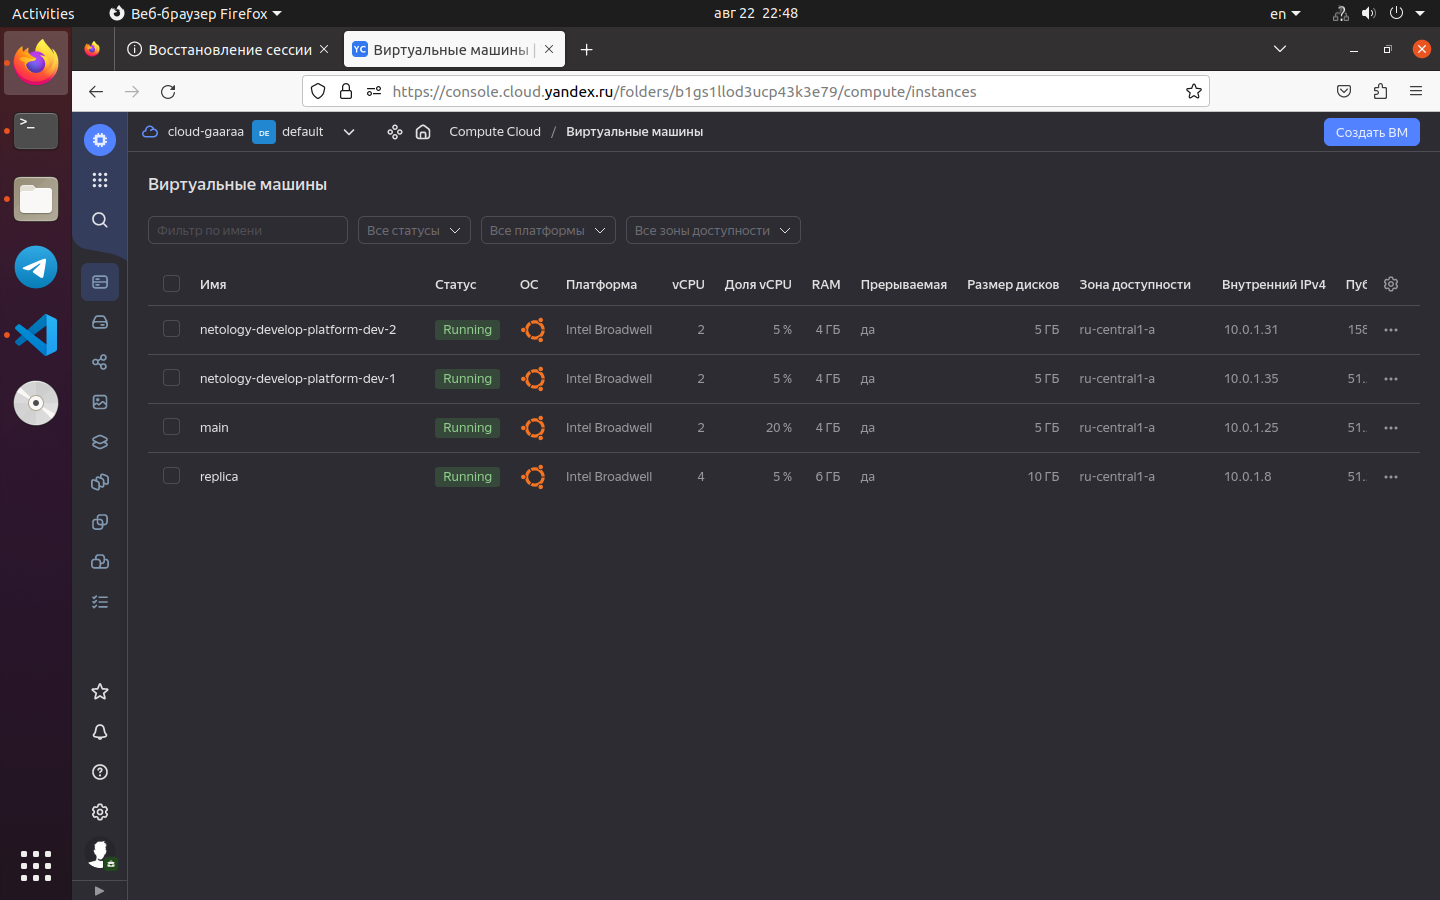 Activities Веб-браузер Firefox авг 22 22:48 en
Восстановление сессии YC Виртуальные машины |
https://console.cloud.yandex.ru/folders/b1gs1llod3ucp43k3e79/compute/instances
cloud-gaaraa DE default Compute Cloud / Виртуальные машины Создать ВМ
Виртуальные машины
Фильтр по имени Все статусы Все платформы Все зоны доступности
Имя Статус ОС Платформа vCPU Доля vCPU RAM Прерываемая Размер дисков Зона доступности Внутренний IPv4 Пуб
netology-develop-platform-dev-2 Running Intel Broadwell 2 5 % 4 ГБ да 5 ГБ ru-central1-a 10.0.1.31 158
netology-develop-platform-dev-1 Running Intel Broadwell 2 5 % 4 ГБ да 5 ГБ ru-central1-a 10.0.1.35 51.
main Running Intel Broadwell 2 20 % 4 ГБ да 5 ГБ ru-central1-a 10.0.1.25 51.
replica Running Intel Broadwell 4 5 % 6 ГБ да 10 ГБ ru-central1-a 10.0.1.8 51.